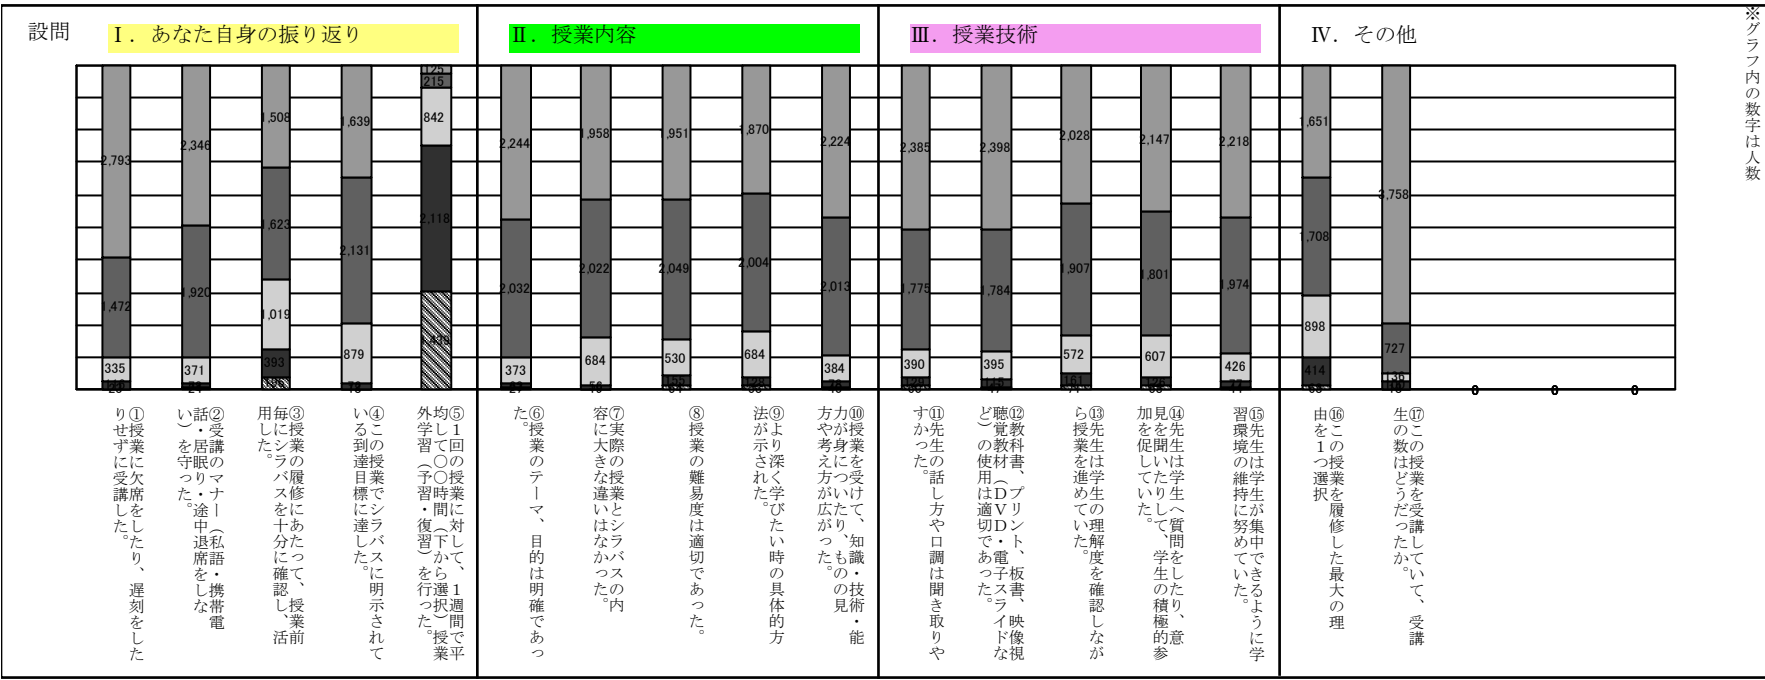 設問
Ⅰ．あなた自身の振り返り
Ⅱ．授業内容
Ⅲ．授業技術
Ⅳ．その他
※グラフ内の数字は人数
2,793
1,472
335
2,346
1,920
371
1,508
1,623
1,019
393
196
1,639
2,131
879
125
215
842
2,118
1,439
2,244
2,032
373
1,958
2,022
684
1,951
2,049
530
155
1,870
2,004
684
128
2,224
2,013
384
2,385
1,775
390
2,398
1,784
395
2,028
1,907
572
161
2,147
1,801
607
2,218
1,974
426
1,651
1,708
898
414
3,758
727
136
0
0
0
①授業に欠席をしたり、遅刻をした
りせずに受講した。
②受講のマナー（私語・携帯電
話・居眠り・途中退席をしな
い）を守った。
③授業の履修にあたって、授業前
毎にシラバスを十分に確認し、活
用した。
④この授業でシラバスに明示されて
いる到達目標に達した。
⑤１回の授業に対して、１週間で平
均して〇〇時間（下から選択）授業
外学習（予習・復習）を行った。
⑥授業のテーマ、目的は明確であっ
た。
⑦実際の授業とシラバスの内
容に大きな違いはなかった。
⑧授業の難易度は適切であった。
⑨より深く学びたい時の具体的方
法が示された。
⑩授業を受けて、知識・技術・能
力が身についたり、ものの見
方や考え方が広がった。
⑪先生の話し方や口調は聞き取りや
すかった。
⑫教科書、プリント、板書、映像視
聴覚教材（ＤＶＤ・電子スライドな
ど）の使用は適切であった。
⑬先生は学生の理解度を確認しなが
ら授業を進めていた。
⑭先生は学生へ質問をしたり、意
見を聞いたりして、学生の積極的参
加を促していた。
⑮先生は学生が集中できるように学
習環境の維持に努めていた。
⑯この授業を履修した最大の理
由を１つ選択
⑰この授業を受講していて、受講
生の数はどうだったか。